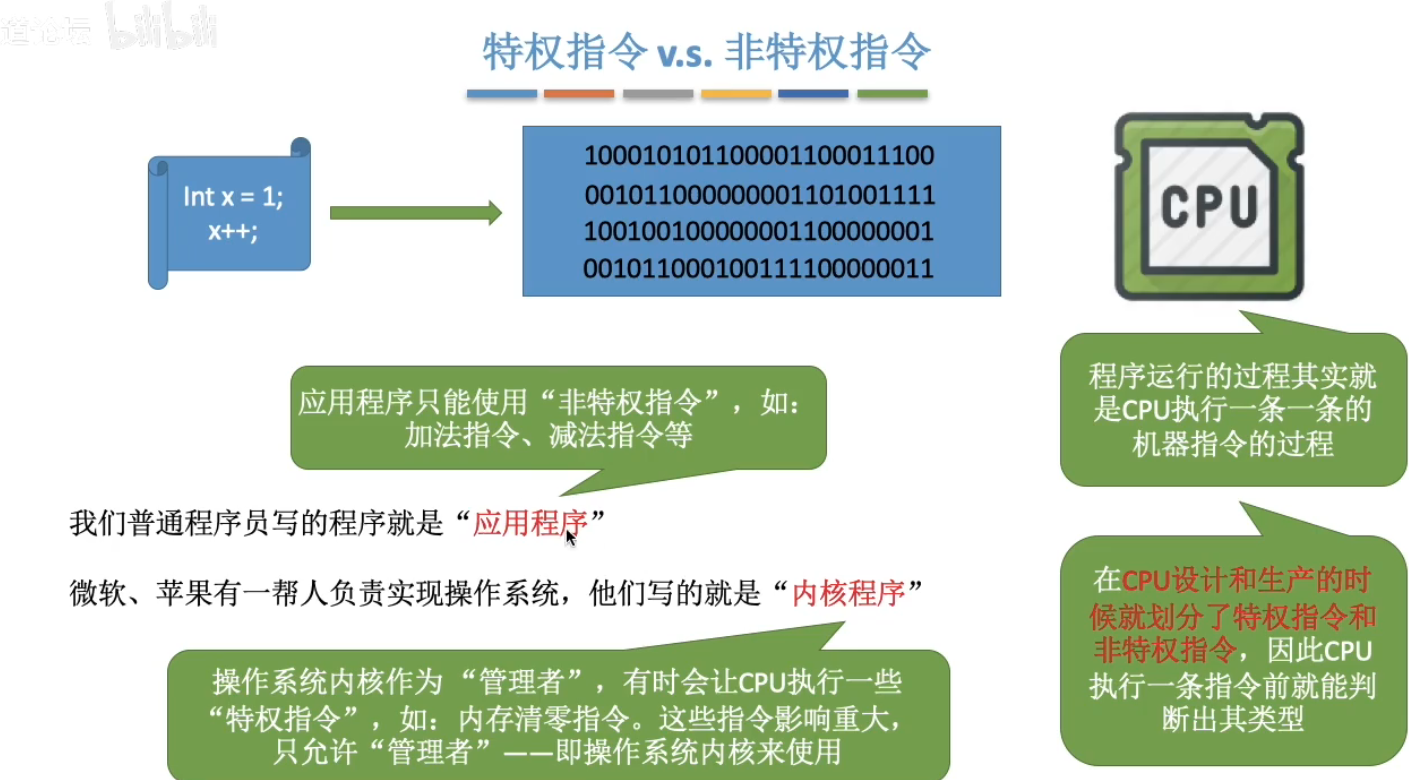 道论坛 bilibili
特权指令 v.s. 非特权指令
Int x = 1;
x++;
100010101100001100011100
001011000000001101001111
100100100000001100000001
001011000100111100000011
CPU
程序运行的过程其实就
是CPU执行一条一条的
机器指令的过程
应用程序只能使用“非特权指令”，如：
加法指令、减法指令等
我们普通程序员写的程序就是“应用程序”
微软、苹果有一帮人负责实现操作系统，他们写的就是“内核程序”
在CPU设计和生产的时
候就划分了特权指令和
非特权指令，因此CPU
执行一条指令前就能判
断出其类型
操作系统内核作为 “管理者”，有时会让CPU执行一些
“特权指令”，如：内存清零指令。这些指令影响重大，
只允许“管理者”——即操作系统内核来使用